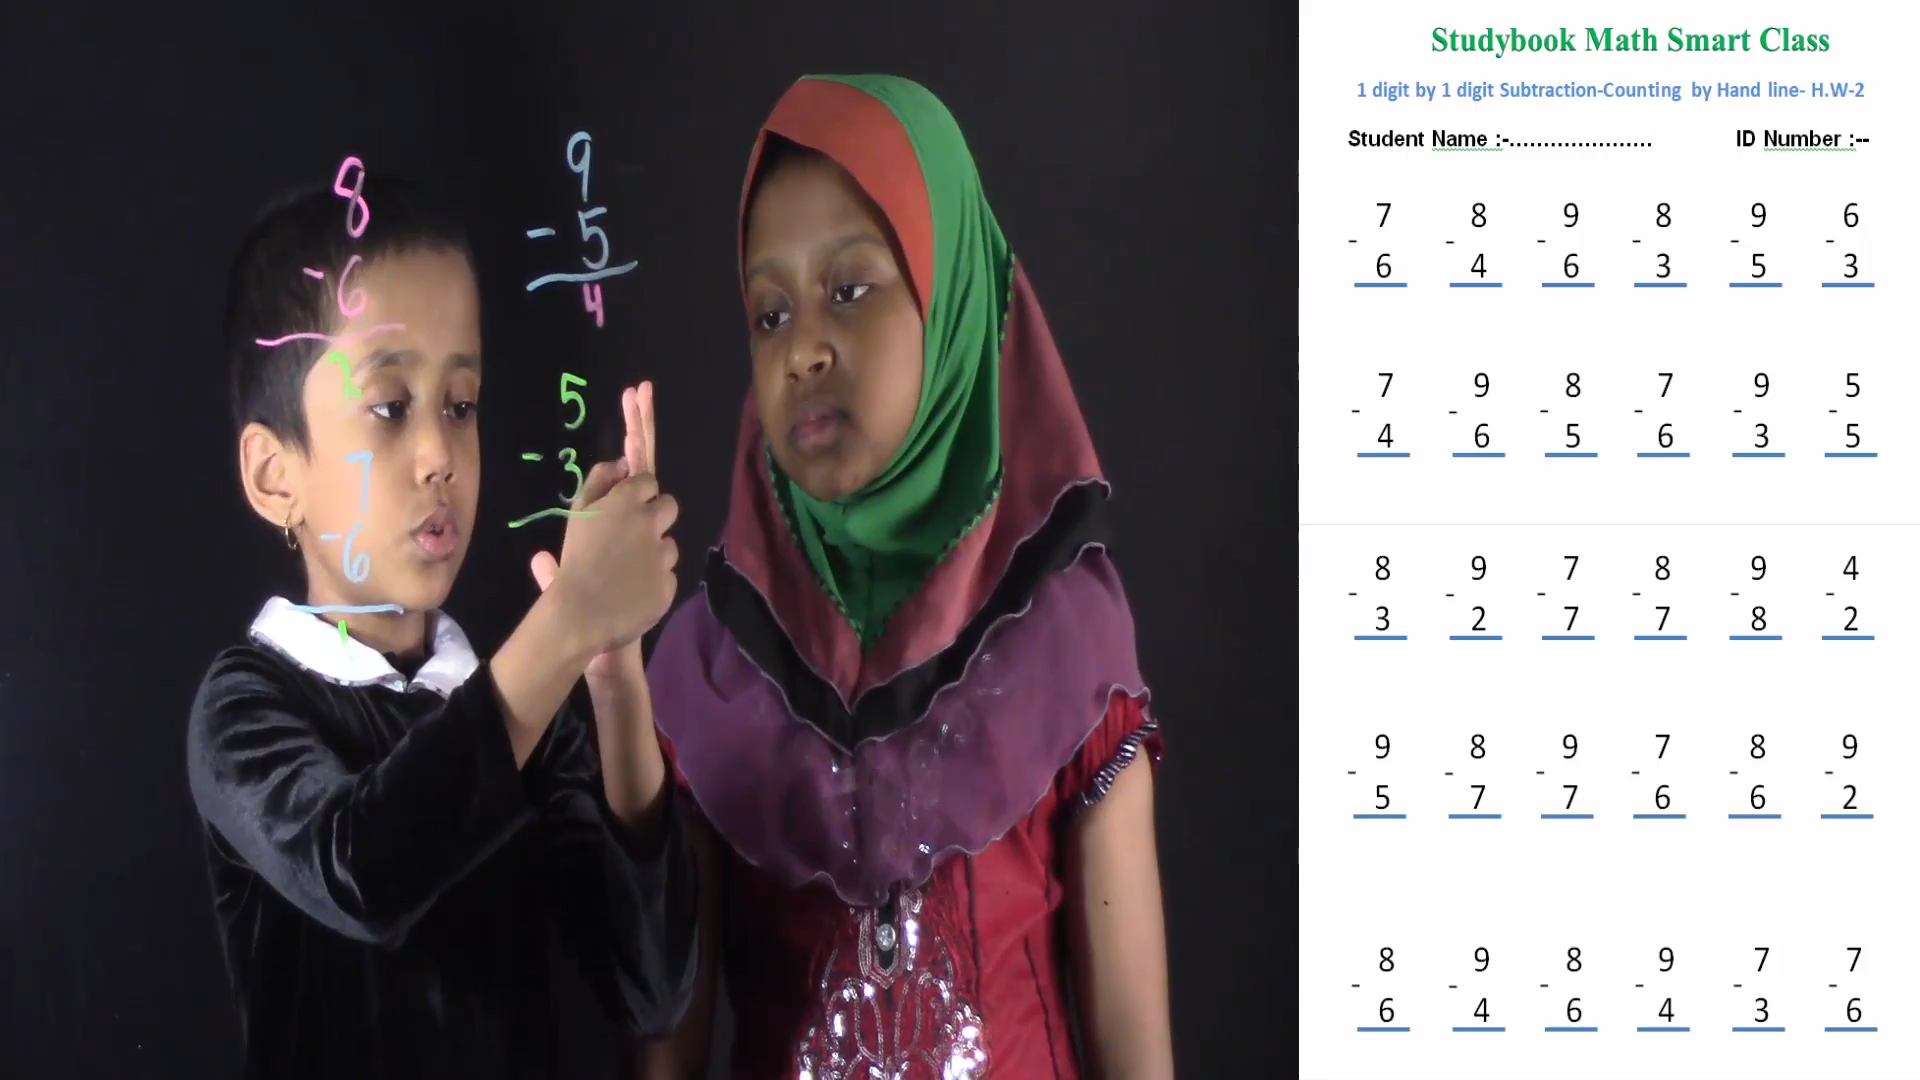 8
- 6
2
9
- 5
4
7
- 6
1
5
- 3
Studybook Math Smart Class
1 digit by 1 digit Subtraction-Counting by Hand line- H.W-2
Student Name :-..................... ID Number :--
7 8 9 8 9 6
- - - - - -
6 4 6 3 5 3
7 9 8 7 9 5
- - - - - -
4 6 5 6 3 5
8 9 7 8 9 4
- - - - - -
3 2 7 7 8 2
9 8 9 7 8 9
- - - - - -
5 7 7 6 6 2
8 9 8 9 7 7
- - - - - -
6 4 6 4 3 6